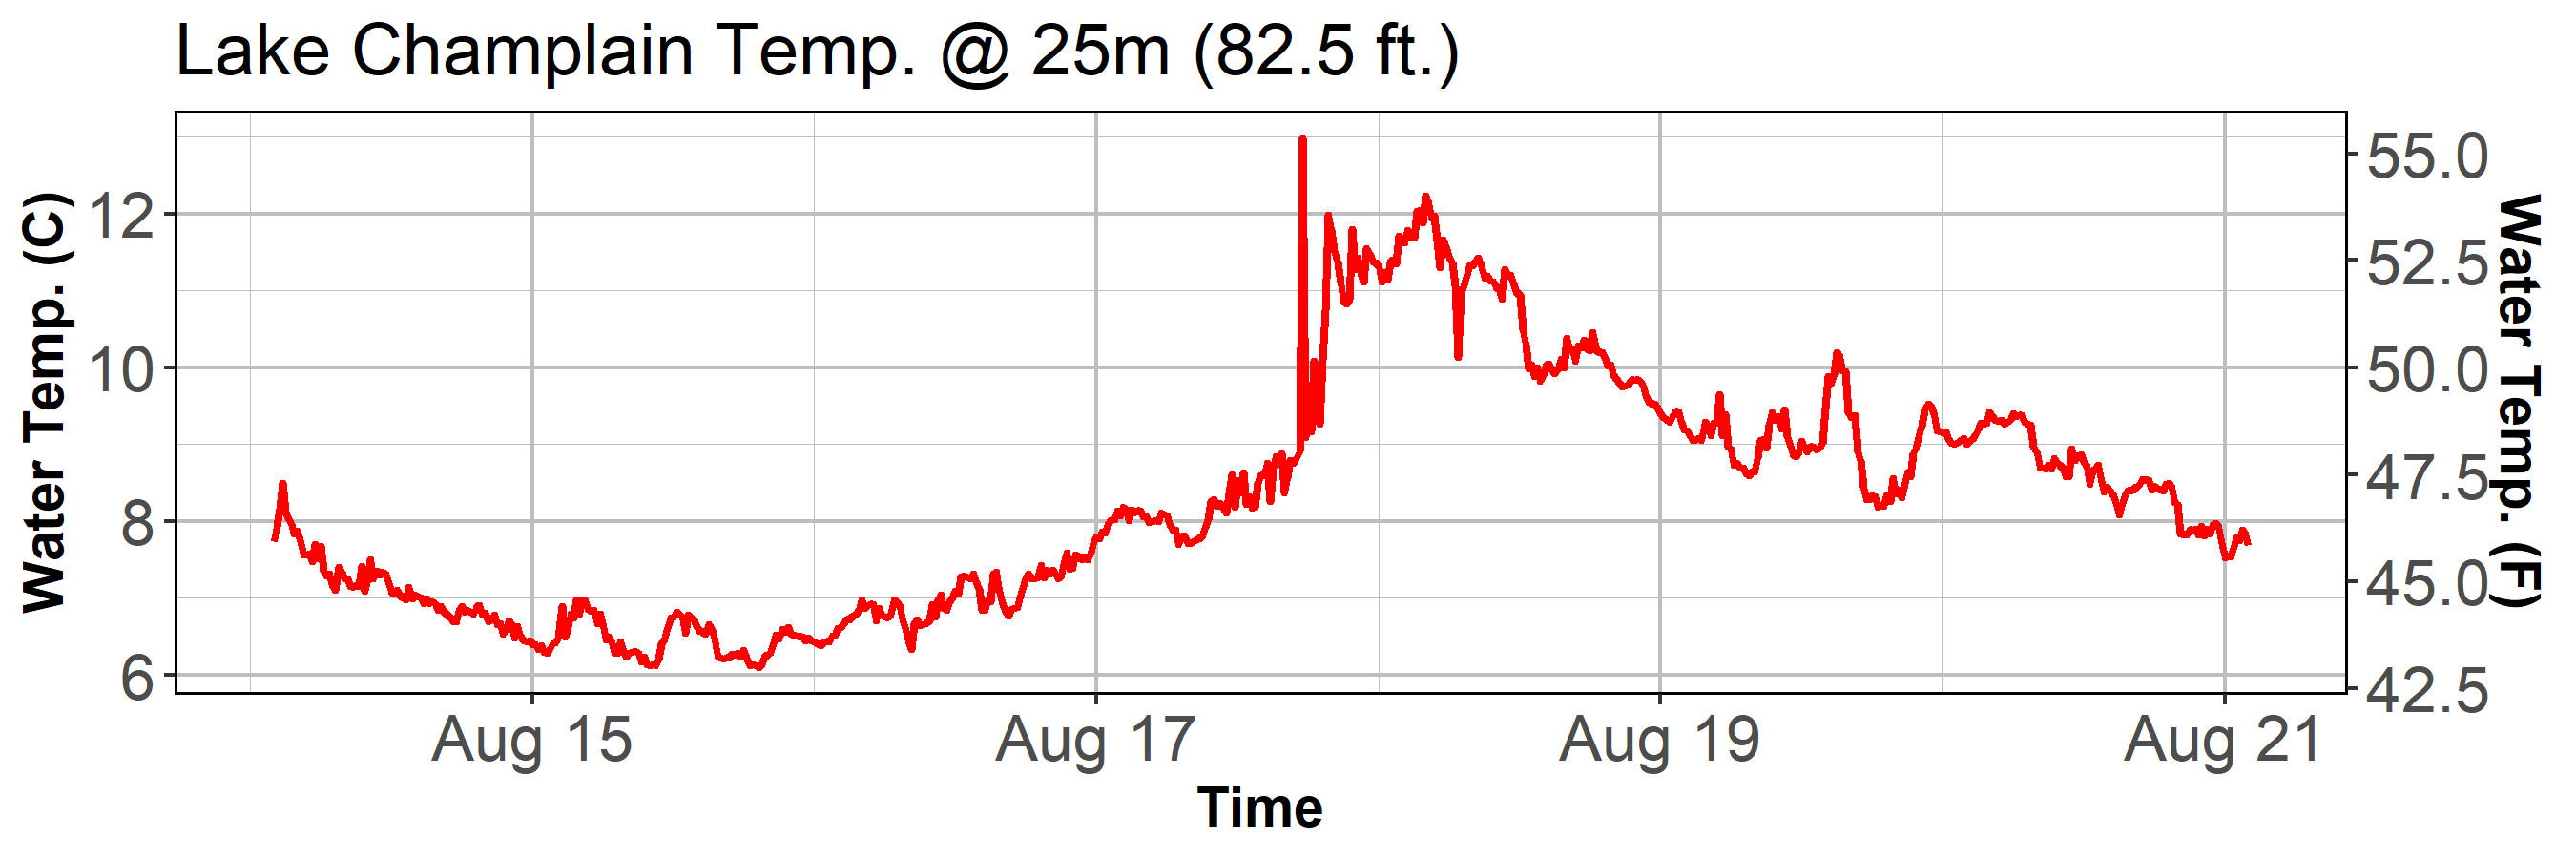 Lake Champlain Temp. @ 25m (82.5 ft.)
Water Temp. (C)
12
10
8
6
55.0
52.5
50.0
47.5
45.0
42.5
Water Temp. (F)
Aug 15 Aug 17 Aug 19 Aug 21
Time